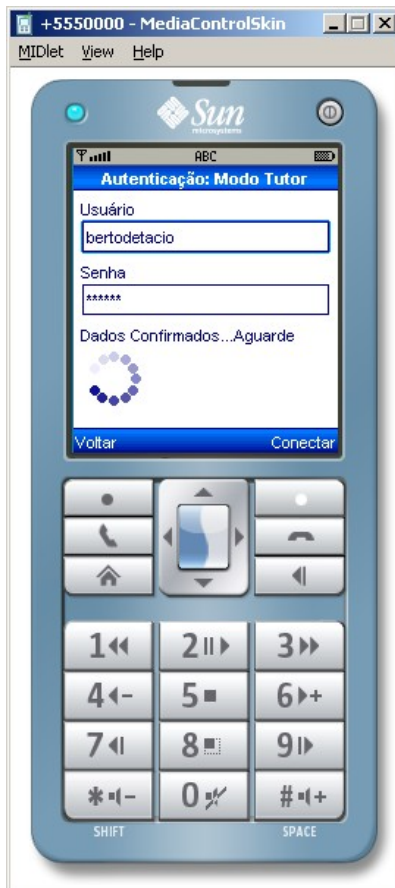 +5550000 - MediaControlSkin
MIDlet View Help
Sun
microsystems
ABC
Autenticação: Modo Tutor
Usuário
bertodetacio
Senha
******
Dados Confirmados...Aguarde
Voltar Conectar
1 2 3
4 - 5 6 +
7 8 9
* - 0 # +
SHIFT SPACE